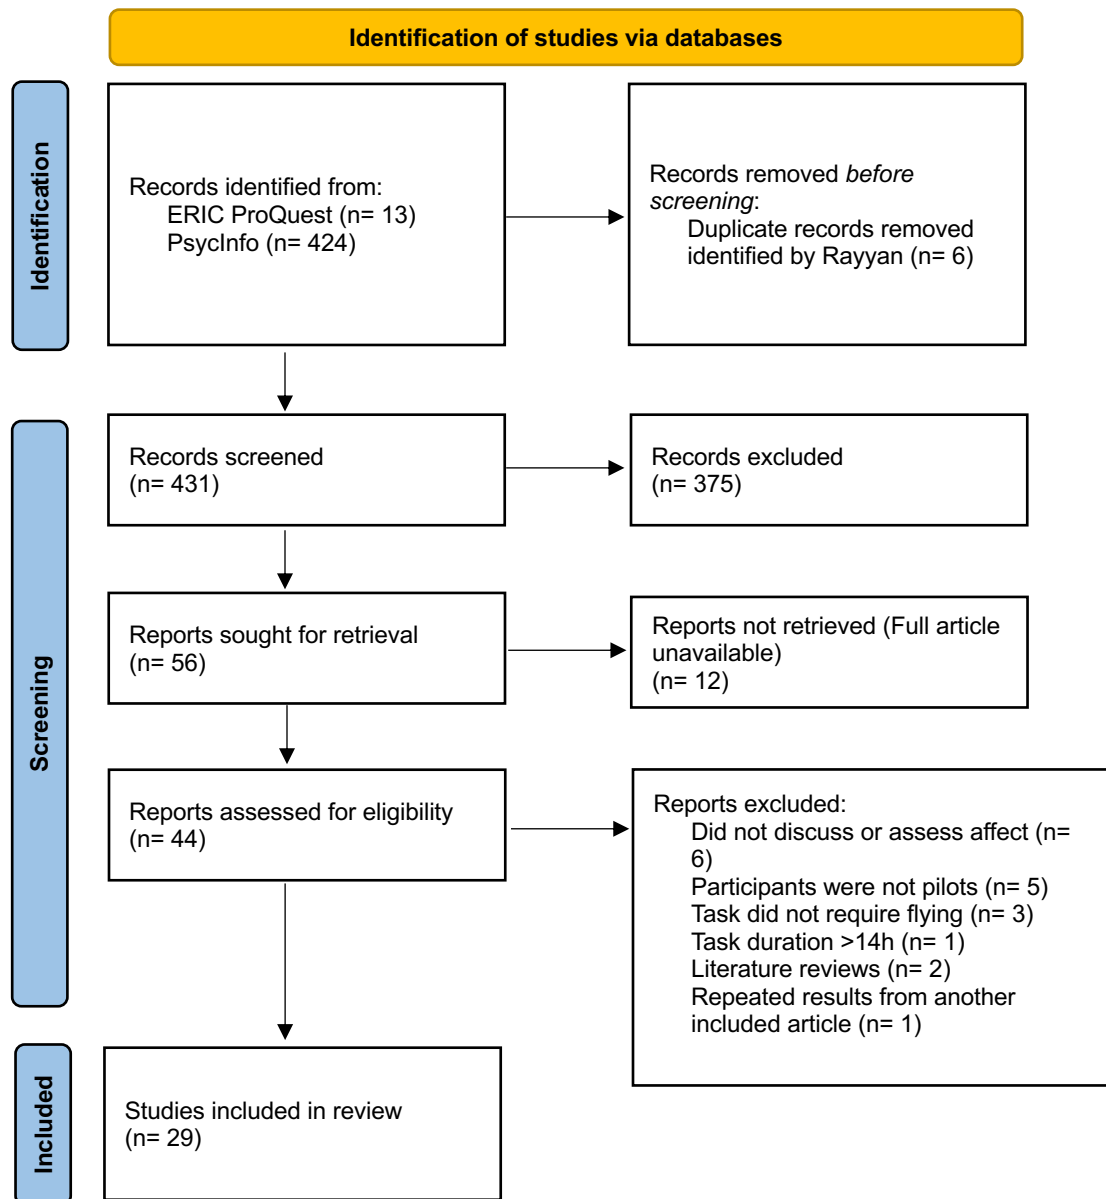 Identification of studies via databases
Identification
Records identified from:
ERIC ProQuest (n= 13)
PsycInfo (n= 424)
Records removed before
screening:
Duplicate records removed
identified by Rayyan (n= 6)
Screening
Records screened
(n= 431)
Records excluded
(n= 375)
Reports sought for retrieval
(n= 56)
Reports not retrieved (Full article
unavailable)
(n= 12)
Reports assessed for eligibility
(n= 44)
Reports excluded:
Did not discuss or assess affect (n=
6)
Participants were not pilots (n= 5)
Task did not require flying (n= 3)
Task duration >14h (n= 1)
Literature reviews (n= 2)
Repeated results from another
included article (n= 1)
Included
Studies included in review
(n= 29)